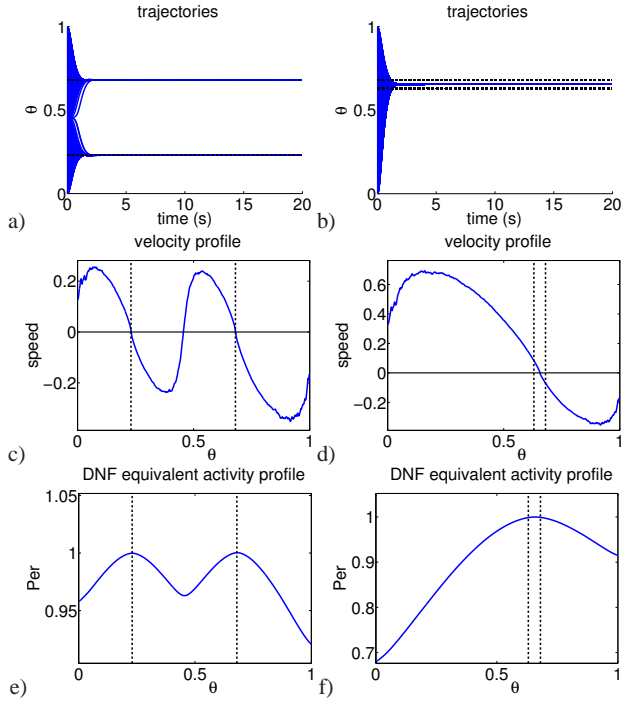 trajectories
1
θ
0.5
0
0 5 10 15 20
time (s)
a)
trajectories
1
θ
0.5
0
0 5 10 15 20
time (s)
b)
velocity profile
0.2
speed
0
−0.2
0 0.5 1
θ
c)
velocity profile
0.6
0.4
speed
0.2
0
−0.2
0 0.5 1
θ
d)
DNF equivalent activity profile
1.05
1
Per
0.95
0 0.5 1
θ
e)
DNF equivalent activity profile
1
0.9
Per
0.8
0.7
0 0.5 1
θ
f)